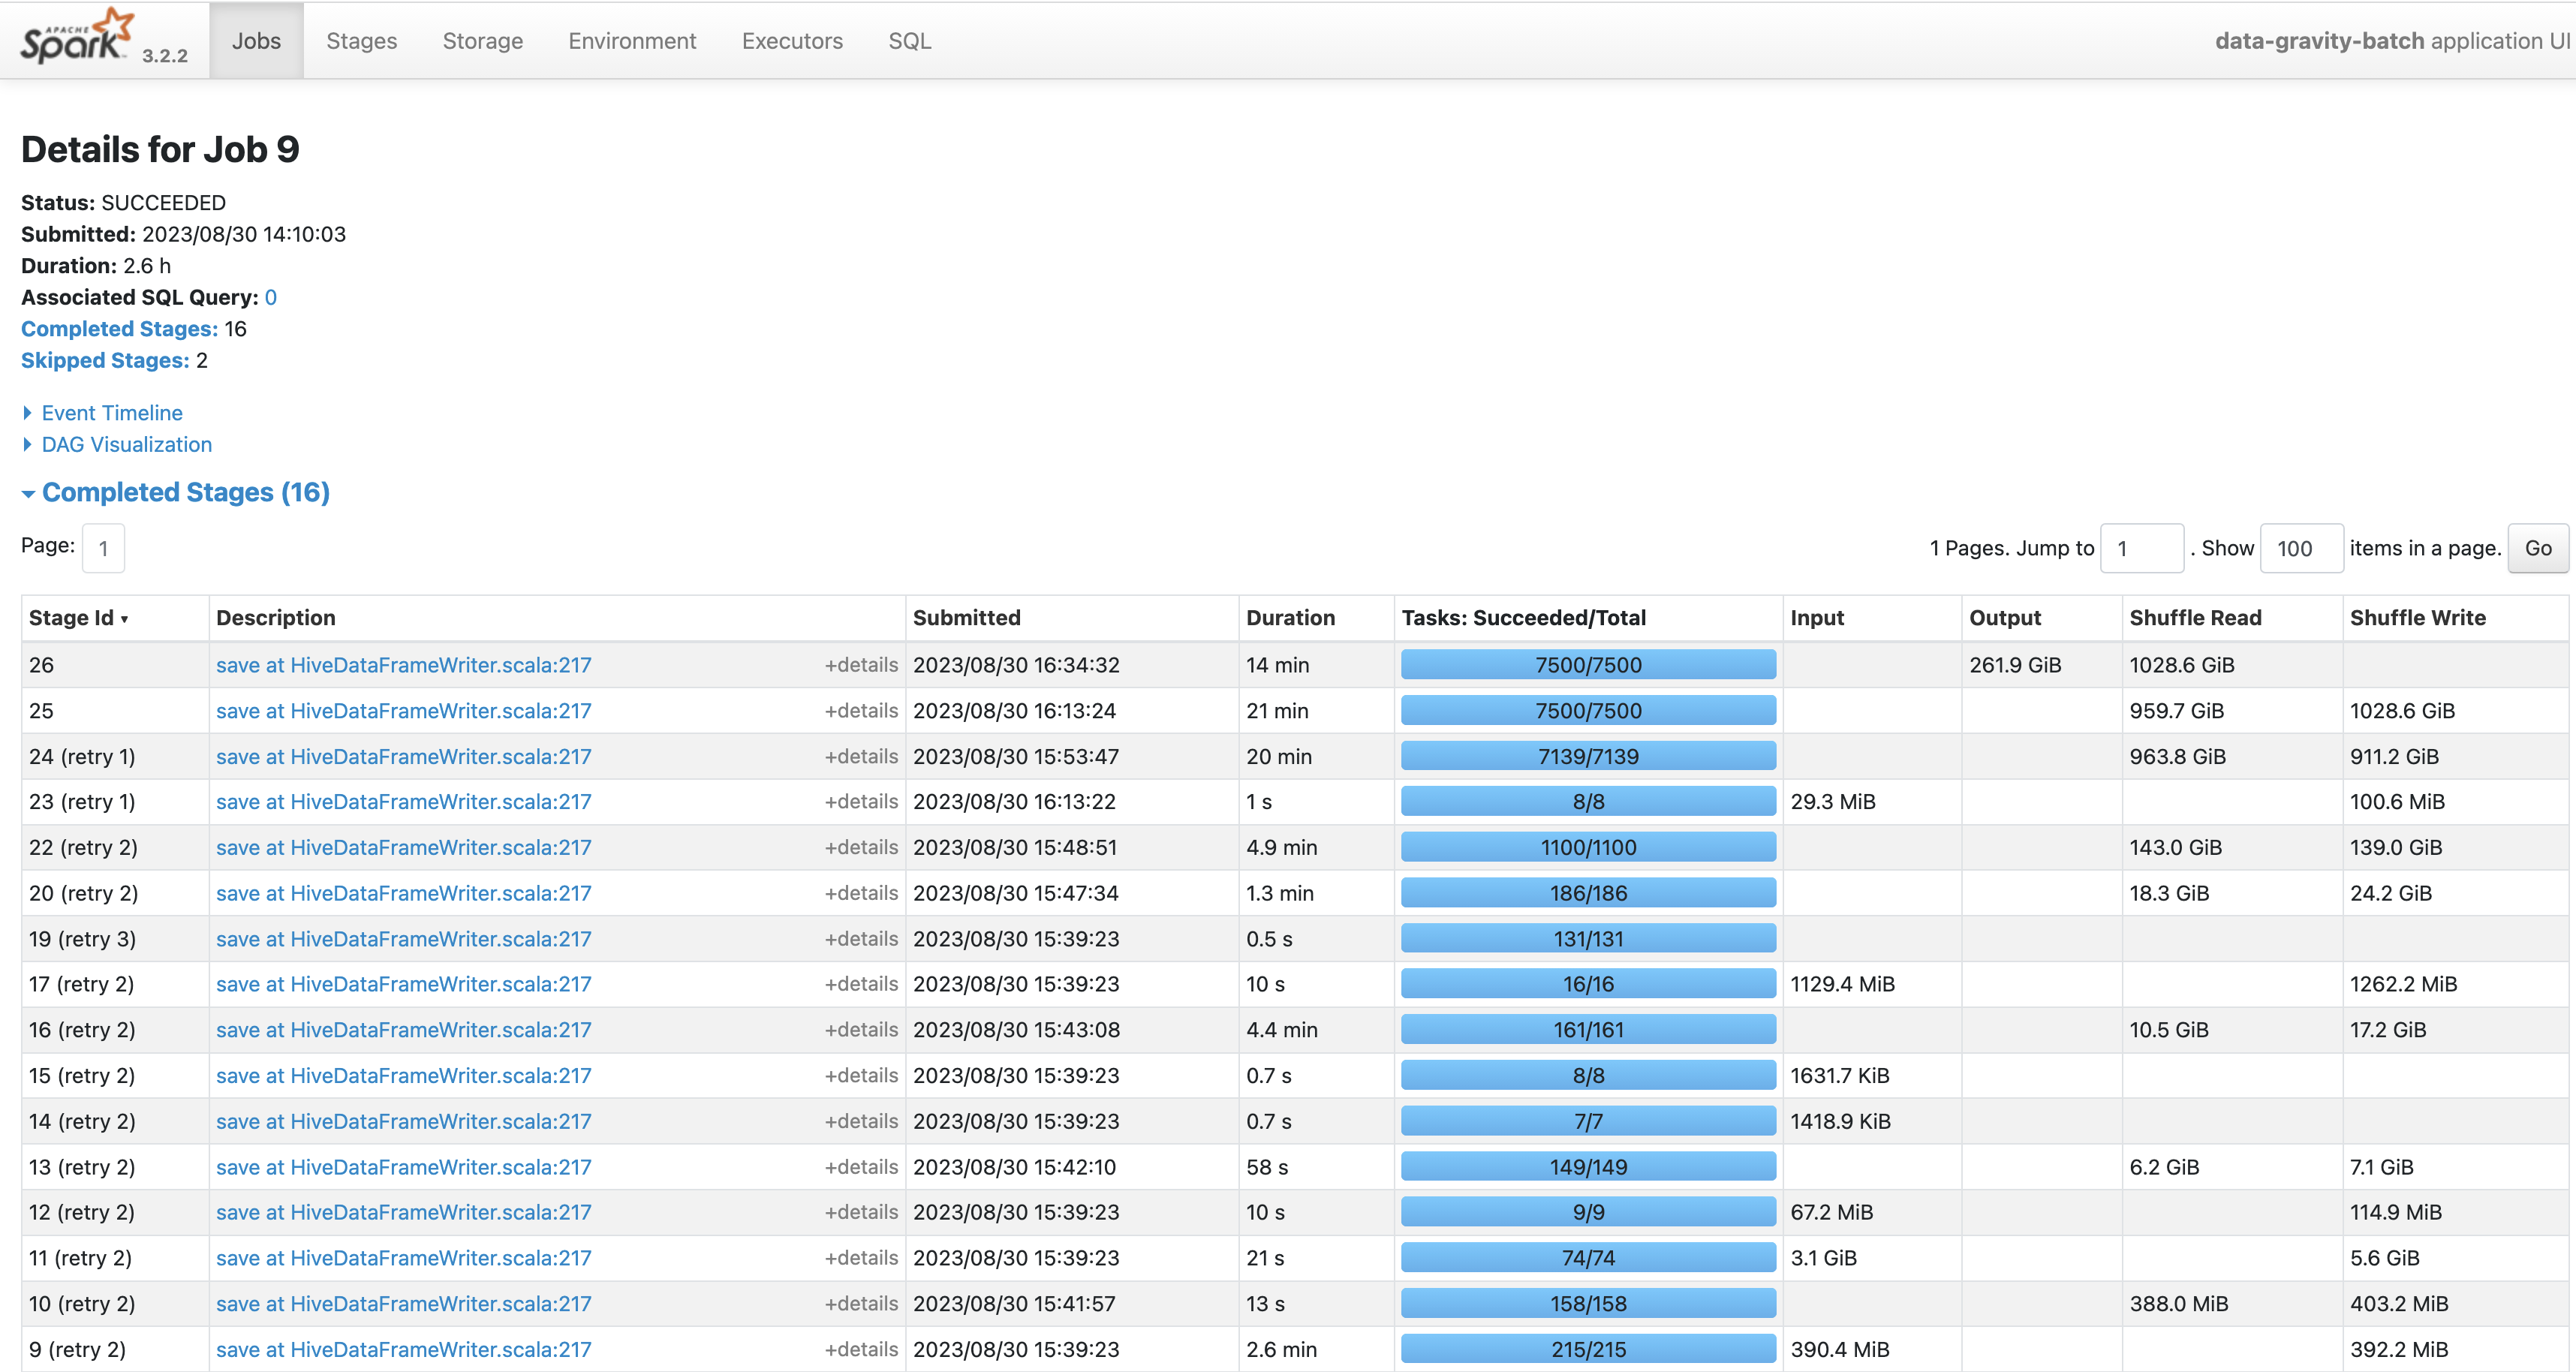 APACHE
Spark 3.2.2 Jobs Stages Storage Environment Executors SQL data-gravity-batch application UI
Details for Job 9
Status: SUCCEEDED
Submitted: 2023/08/30 14:10:03
Duration: 2.6 h
Associated SQL Query: 0
Completed Stages: 16
Skipped Stages: 2
Event Timeline
DAG Visualization
Completed Stages (16)
Page: 1 1 Pages. Jump to 1 . Show 100 items in a page. Go
Stage Id ▾ Description Submitted Duration Tasks: Succeeded/Total Input Output Shuffle Read Shuffle Write
26 save at HiveDataFrameWriter.scala:217 +details 2023/08/30 16:34:32 14 min 7500/7500 261.9 GiB 1028.6 GiB
25 save at HiveDataFrameWriter.scala:217 +details 2023/08/30 16:13:24 21 min 7500/7500 959.7 GiB 1028.6 GiB
24 (retry 1) save at HiveDataFrameWriter.scala:217 +details 2023/08/30 15:53:47 20 min 7139/7139 963.8 GiB 911.2 GiB
23 (retry 1) save at HiveDataFrameWriter.scala:217 +details 2023/08/30 16:13:22 1 s 8/8 29.3 MiB 100.6 MiB
22 (retry 2) save at HiveDataFrameWriter.scala:217 +details 2023/08/30 15:48:51 4.9 min 1100/1100 143.0 GiB 139.0 GiB
20 (retry 2) save at HiveDataFrameWriter.scala:217 +details 2023/08/30 15:47:34 1.3 min 186/186 18.3 GiB 24.2 GiB
19 (retry 3) save at HiveDataFrameWriter.scala:217 +details 2023/08/30 15:39:23 0.5 s 131/131
17 (retry 2) save at HiveDataFrameWriter.scala:217 +details 2023/08/30 15:39:23 10 s 16/16 1129.4 MiB 1262.2 MiB
16 (retry 2) save at HiveDataFrameWriter.scala:217 +details 2023/08/30 15:43:08 4.4 min 161/161 10.5 GiB 17.2 GiB
15 (retry 2) save at HiveDataFrameWriter.scala:217 +details 2023/08/30 15:39:23 0.7 s 8/8 1631.7 KiB
14 (retry 2) save at HiveDataFrameWriter.scala:217 +details 2023/08/30 15:39:23 0.7 s 7/7 1418.9 KiB
13 (retry 2) save at HiveDataFrameWriter.scala:217 +details 2023/08/30 15:42:10 58 s 149/149 6.2 GiB 7.1 GiB
12 (retry 2) save at HiveDataFrameWriter.scala:217 +details 2023/08/30 15:39:23 10 s 9/9 67.2 MiB 114.9 MiB
11 (retry 2) save at HiveDataFrameWriter.scala:217 +details 2023/08/30 15:39:23 21 s 74/74 3.1 GiB 5.6 GiB
10 (retry 2) save at HiveDataFrameWriter.scala:217 +details 2023/08/30 15:41:57 13 s 158/158 388.0 MiB 403.2 MiB
9 (retry 2) save at HiveDataFrameWriter.scala:217 +details 2023/08/30 15:39:23 2.6 min 215/215 390.4 MiB 392.2 MiB